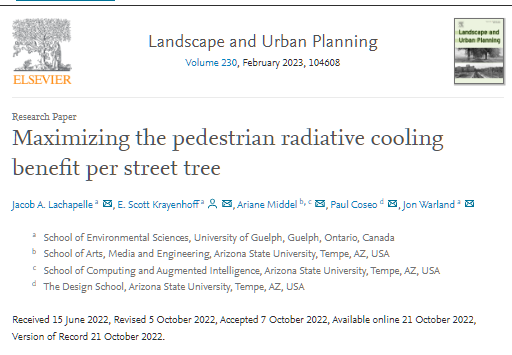 Landscape and Urban Planning
Volume 230, February 2023, 104608
ELSEVIER
Landscape and
Urban Planning
Research Paper
Maximizing the pedestrian radiative cooling
benefit per street tree
Jacob A. Lachapelle a, E. Scott Krayenhoff a, Ariane Middel b, c, Paul Coseo d, Jon Warland a
a School of Environmental Sciences, University of Guelph, Guelph, Ontario, Canada
b School of Arts, Media and Engineering, Arizona State University, Tempe, AZ, USA
c School of Computing and Augmented Intelligence, Arizona State University, Tempe, AZ, USA
d The Design School, Arizona State University, Tempe, AZ, USA
Received 15 June 2022, Revised 5 October 2022, Accepted 7 October 2022, Available online 21 October 2022,
Version of Record 21 October 2022.